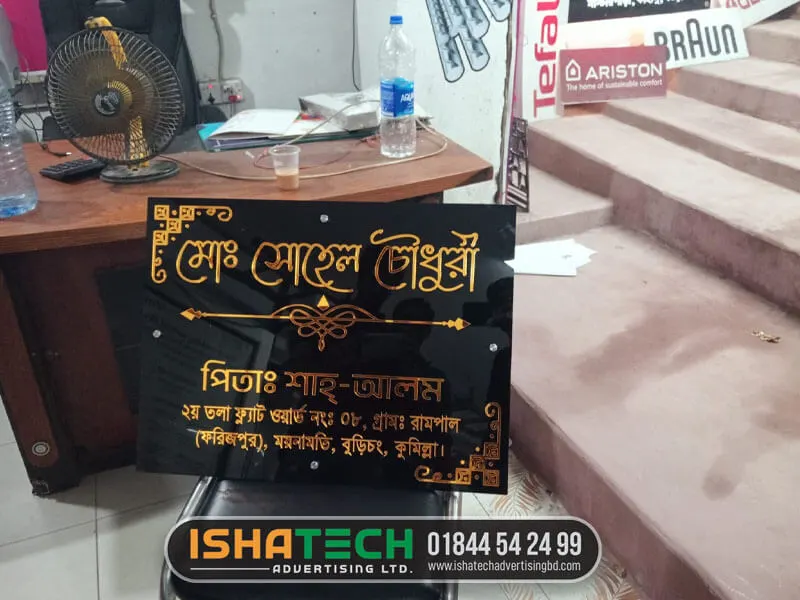 Tefal
BRAUN
ARISTON
The home of sustainable comfort
মোঃ সোহেল চৌধুরী
পিতাঃ শাহ্-আলম
২য় তলা ফ্ল্যাট ওয়ার্ড নংঃ ০৮, গ্রামঃ রামপাল
(ফরিজপুর), ময়নামতি, বুড়িচং, কুমিল্লা।
ISHATECH
ADVERTISING LTD.
01844 54 24 99
www.ishatechadvertisingbd.com